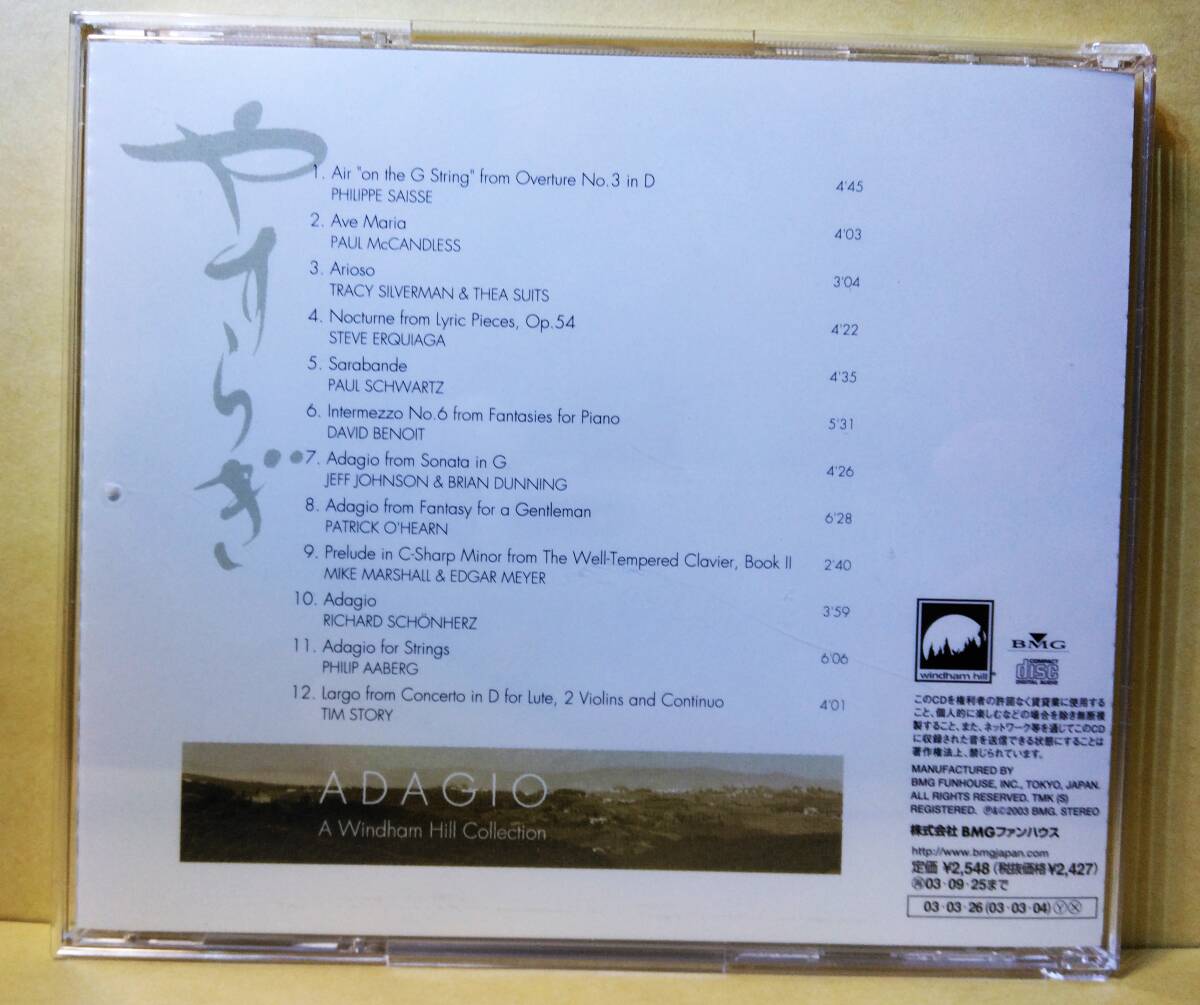 やすらぎ
1. Air "on the G String" from Overture No.3 in D 4'45
PHILIPPE SAISSE
2. Ave Maria 4'03
PAUL McCANDLESS
3. Arioso 3'04
TRACY SILVERMAN & THEA SUITS
4. Nocturne from Lyric Pieces, Op.54 4'22
STEVE ERQUIAGA
5. Sarabande 4'35
PAUL SCHWARTZ
6. Intermezzo No.6 from Fantasies for Piano 5'31
DAVID BENOIT
7. Adagio from Sonata in G 4'26
JEFF JOHNSON & BRIAN DUNNING
8. Adagio from Fantasy for a Gentleman 6'28
PATRICK O'HEARN
9. Prelude in C-Sharp Minor from The Well-Tempered Clavier, Book II 2'40
MIKE MARSHALL & EDGAR MEYER
10. Adagio 3'59
RICHARD SCHÖNHERZ
11. Adagio for Strings 6'06
PHILIP AABERG
12. Largo from Concerto in D for Lute, 2 Violins and Continuo 4'01
TIM STORY
ADAGIO
A Windham Hill Collection
windham hill
BMG
COMPACT
disc
DIGITAL AUDIO
このCDを権利者の許諾なく賃貸業に使用する
こと、個人的に楽しむなどの場合を除き無断複
製すること、また、ネットワーク等を通じてこのCD
に収録された音を送信できる状態にすることは
著作権法上、禁じられています。
MANUFACTURED BY
BMG FUNHOUSE, INC., TOKYO, JAPAN.
ALL RIGHTS RESERVED. TMK (S)
REGISTERED. ℗&©2003 BMG. STEREO
株式会社 BMGファンハウス
http://www.bmgjapan.com
定価 ¥2,548 (税抜価格¥2,427)
㋐03・09・25まで
03・03・26 (03・03・04) Ⓨ Ⓧ